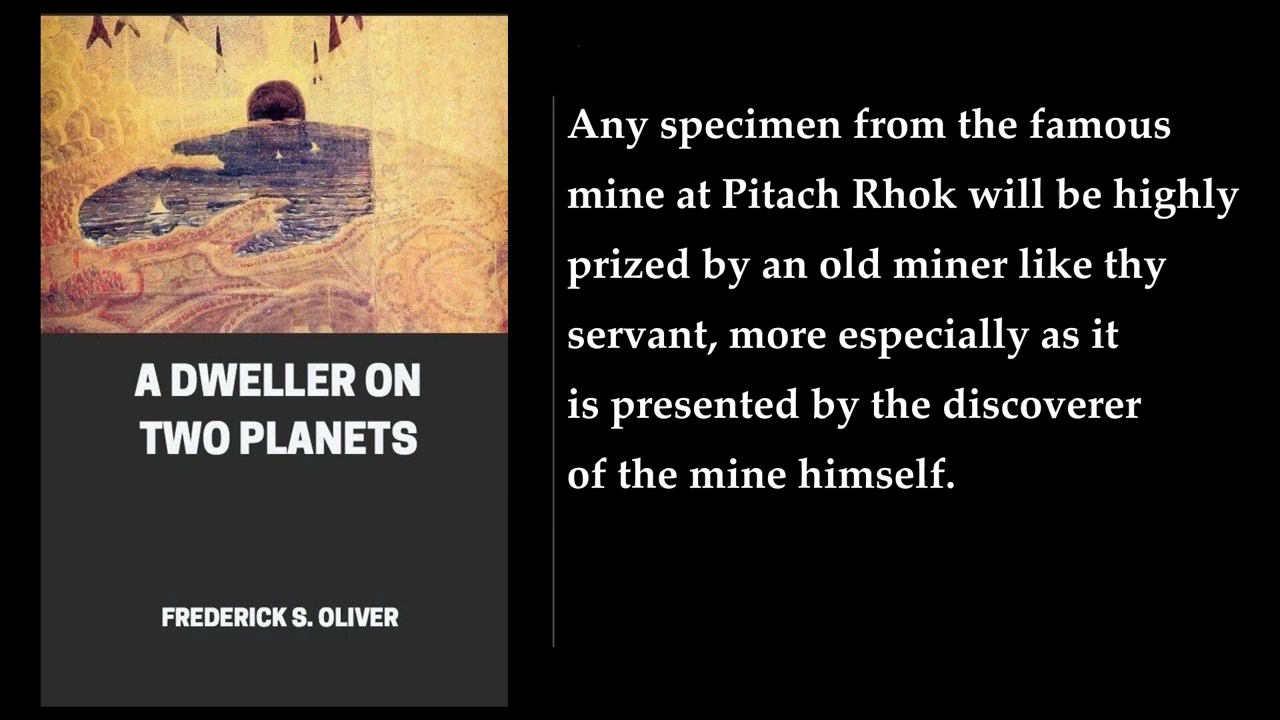 A DWELLER ON
TWO PLANETS
FREDERICK S. OLIVER
Any specimen from the famous
mine at Pitach Rhok will be highly
prized by an old miner like thy
servant, more especially as it
is presented by the discoverer
of the mine himself.